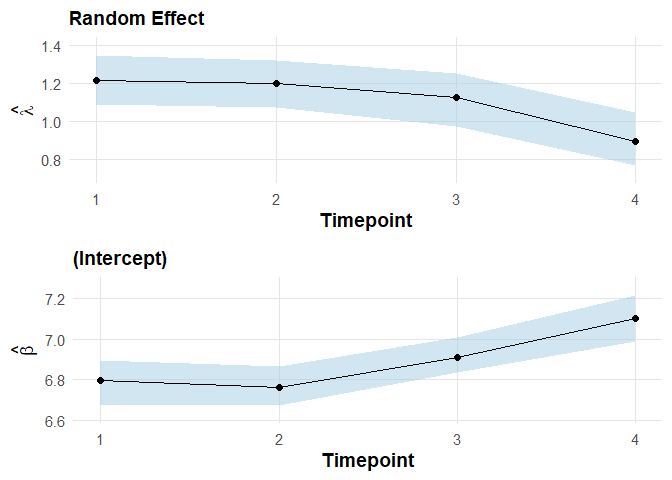 Random Effect
1.4
1.2
1.0
0.8
λ̂
1 2 3 4
Timepoint
(Intercept)
7.2
7.0
6.8
6.6
β̂
1 2 3 4
Timepoint